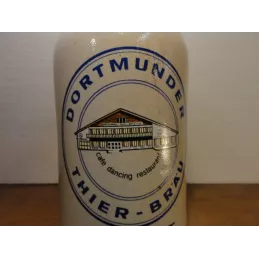 DORTMUNDER
café dancing restaurant
THIER-BRÄU